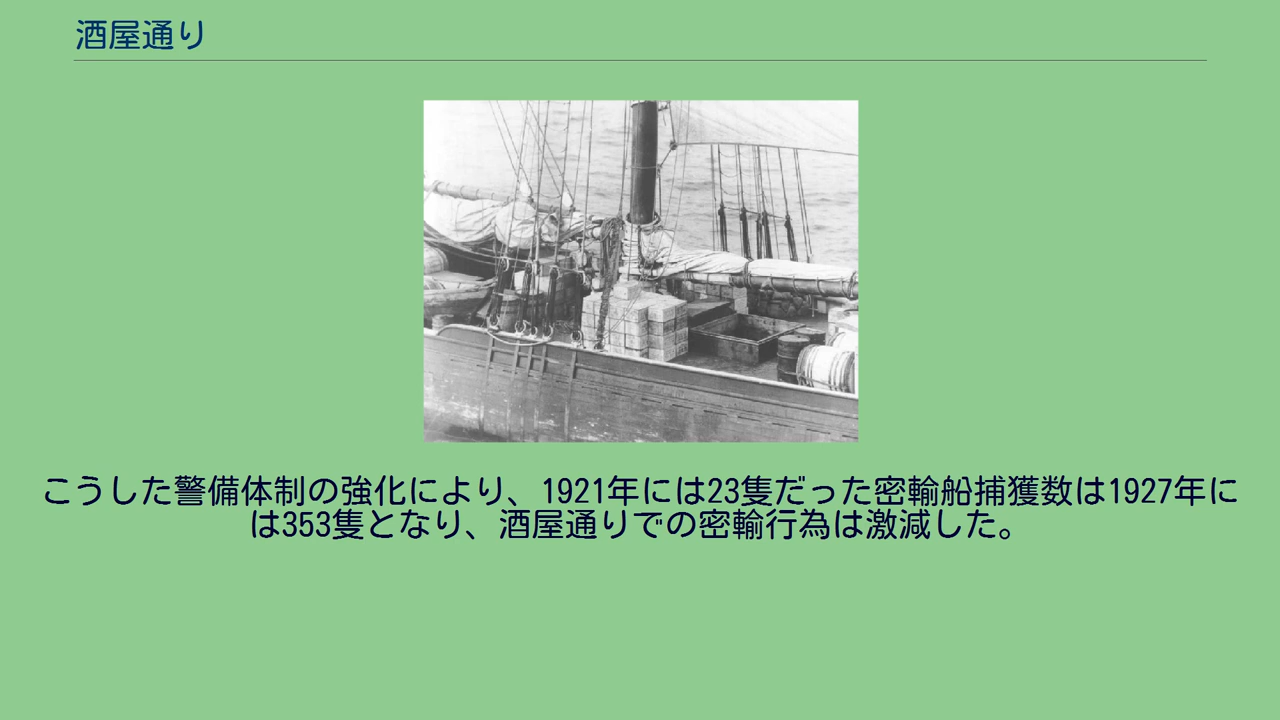 酒屋通り
こうした警備体制の強化により、1921年には23隻だった密輸船捕獲数は1927年に
は353隻となり、酒屋通りでの密輸行為は激減した。